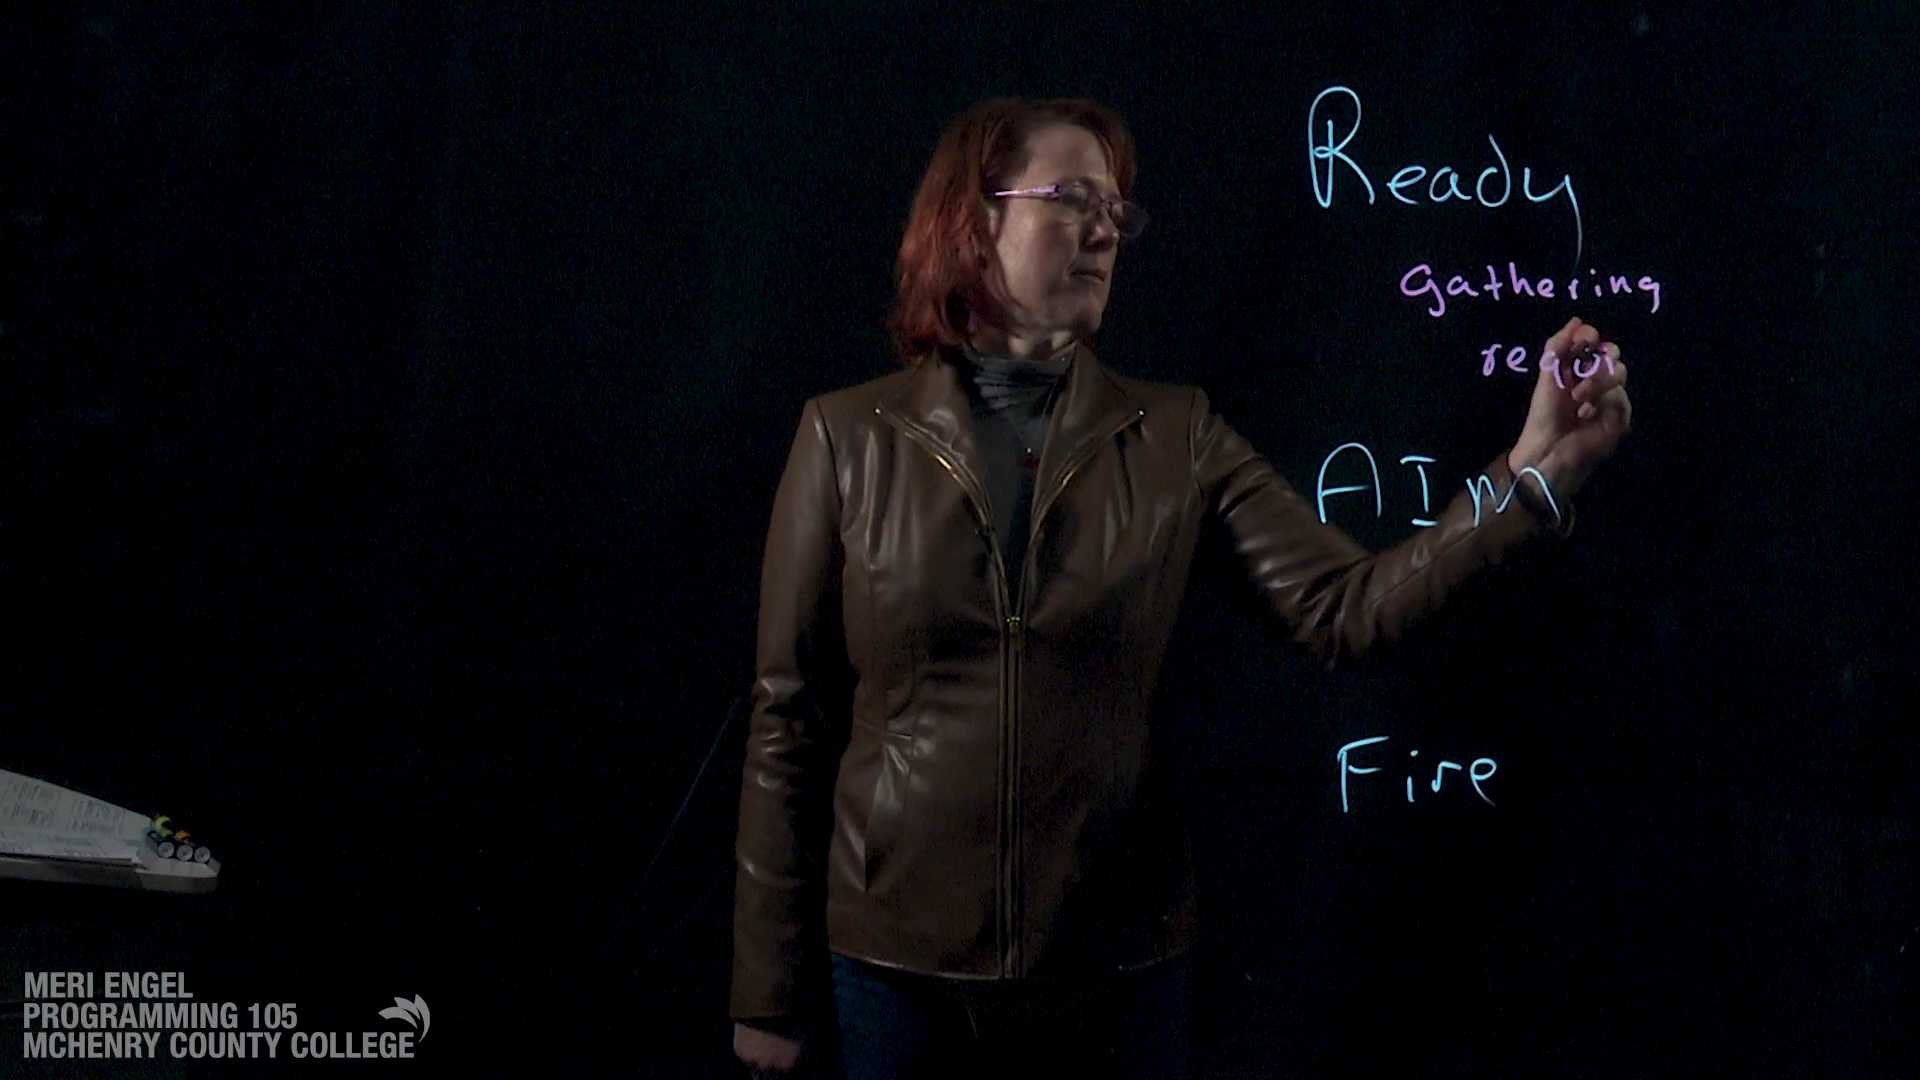 Ready
gathering
requi
AIM
Fire
MERI ENGEL
PROGRAMMING 105
MCHENRY COUNTY COLLEGE